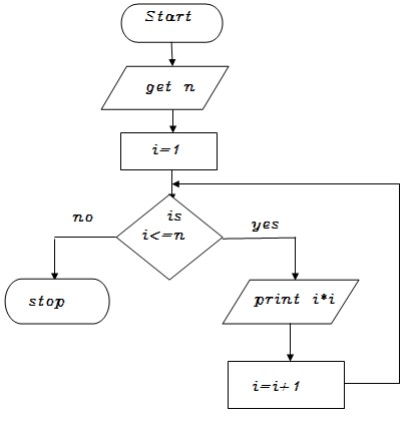 Start
get n
i=1
is
i<=n
no
yes
stop
print i*i
i=i+1